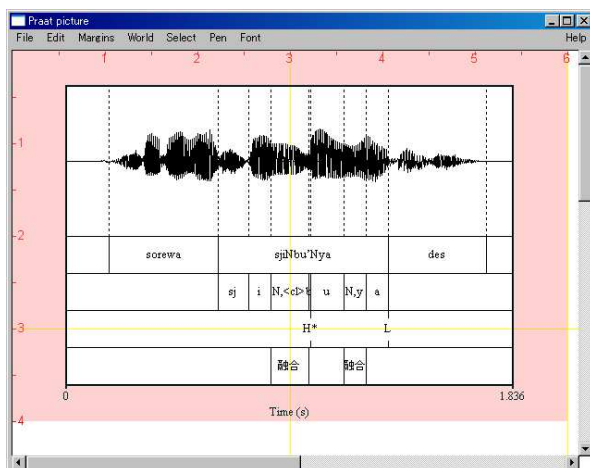 Praat picture
File Edit Margins World Select Pen Font Help
1 2 3 4 5 6
-1
-2
sorewa sjiNbu'Nya des
sj i N,<cl> u N,y a
-3
H* L
融合 融合
-4
0 1.836
Time (s)